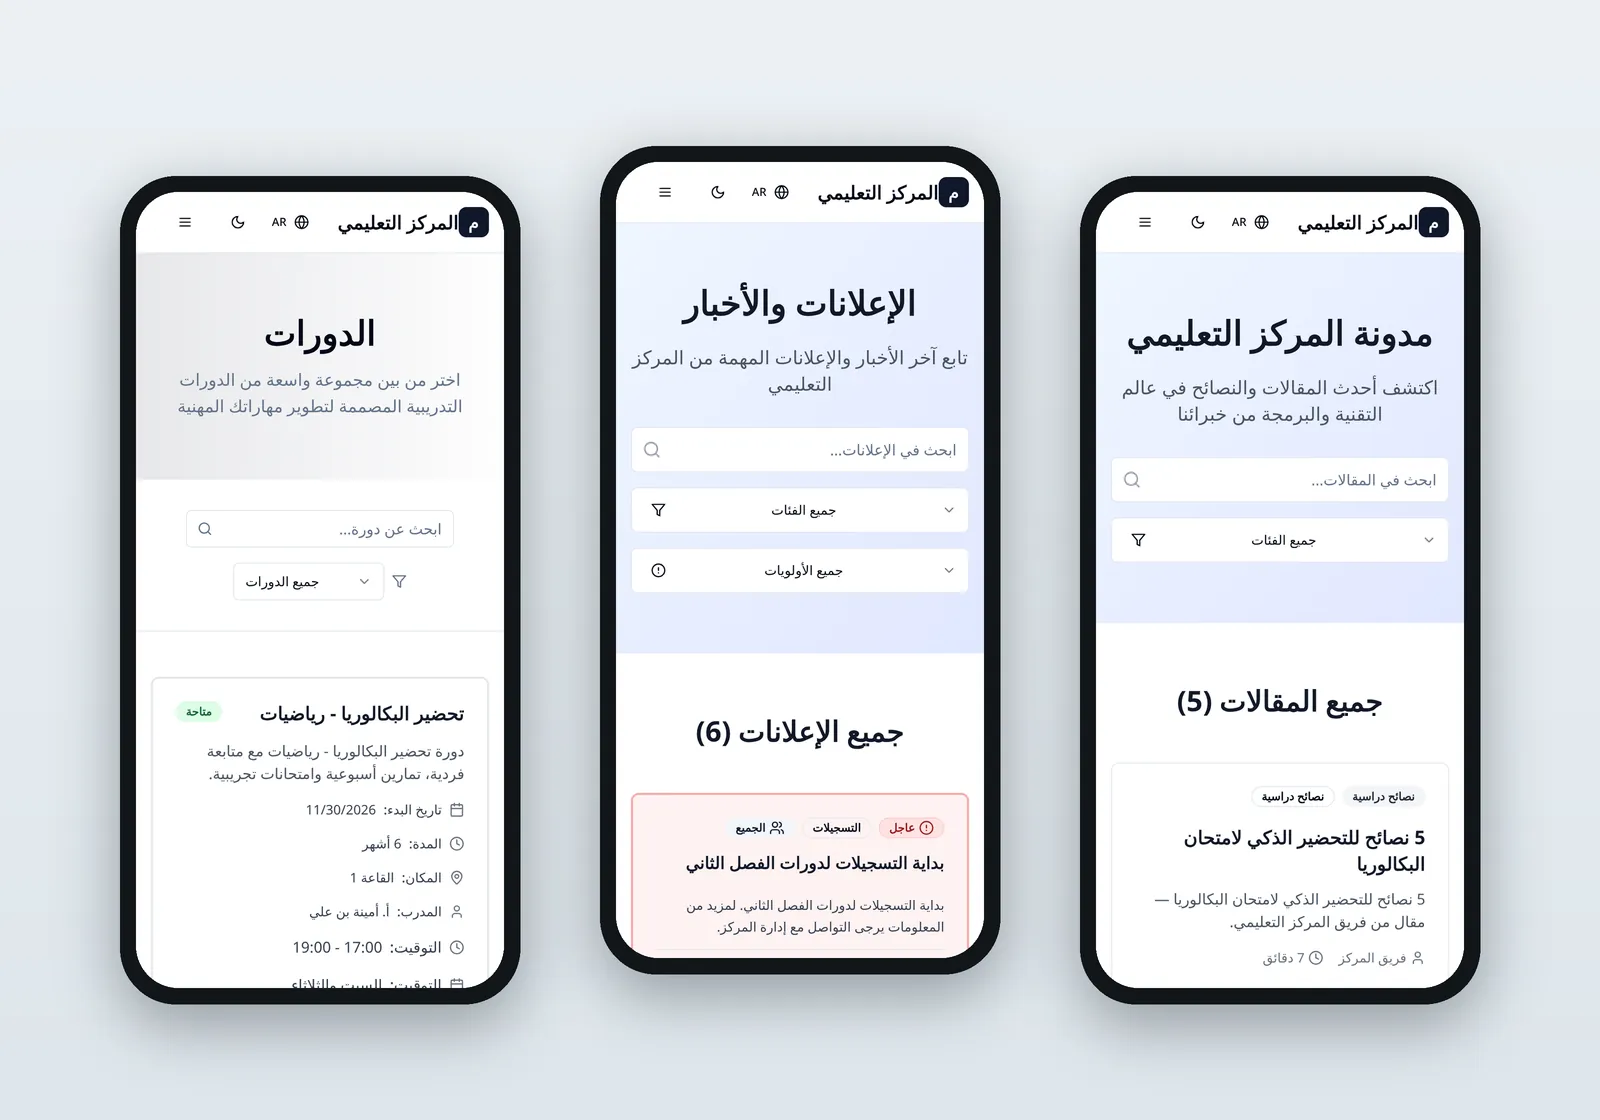 م
المركز التعليمي
AR
مدونة المركز التعليمي
اكتشف أحدث المقالات والنصائح في عالم
التقنية والبرمجة من خبرائنا
ابحث في المقالات...
جميع الفئات
جميع المقالات (5)
نصائح دراسية
نصائح دراسية
5 نصائح للتحضير الذكي لامتحان
البكالوريا
5 نصائح للتحضير الذكي لامتحان البكالوريا —
مقال من فريق المركز التعليمي.
فريق المركز
7 دقائق
م
المركز التعليمي
AR
الإعلانات والأخبار
تابع آخر الأخبار والإعلانات المهمة من المركز
التعليمي
ابحث في الإعلانات...
جميع الفئات
جميع الأولويات
جميع الإعلانات (6)
عاجل
التسجيلات
الجميع
بداية التسجيلات لدورات الفصل الثاني
بداية التسجيلات لدورات الفصل الثاني. لمزيد من
المعلومات يرجى التواصل مع إدارة المركز.
م
المركز التعليمي
AR
الدورات
اختر من بين مجموعة واسعة من الدورات
التدريبية المصممة لتطوير مهاراتك المهنية
ابحث عن دورة...
جميع الدورات
تحضير البكالوريا - رياضيات
متاحة
دورة تحضير البكالوريا - رياضيات مع متابعة
فردية، تمارين أسبوعية وامتحانات تجريبية.
تاريخ البدء: 11/30/2026
المدة: 6 أشهر
المكان: القاعة 1
المدرب: أ. أمينة بن علي
التوقيت: 17:00 - 19:00
التوقيت: السبت والثلاثاء